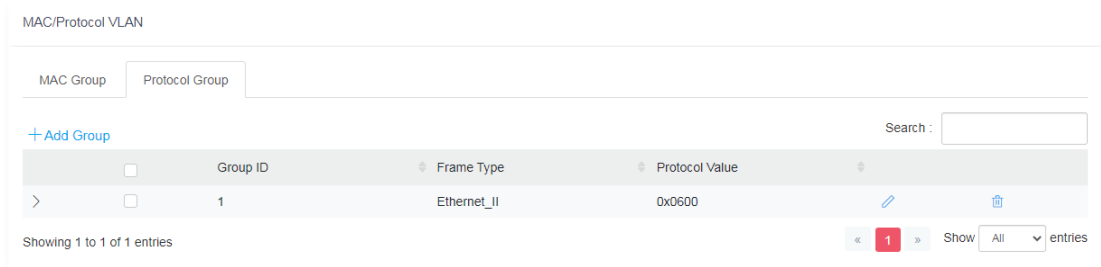 MAC/Protocol VLAN
MAC Group Protocol Group
+Add Group Search :
Group ID Frame Type Protocol Value
1 Ethernet_II 0x0600
Showing 1 to 1 of 1 entries « 1 » Show All entries